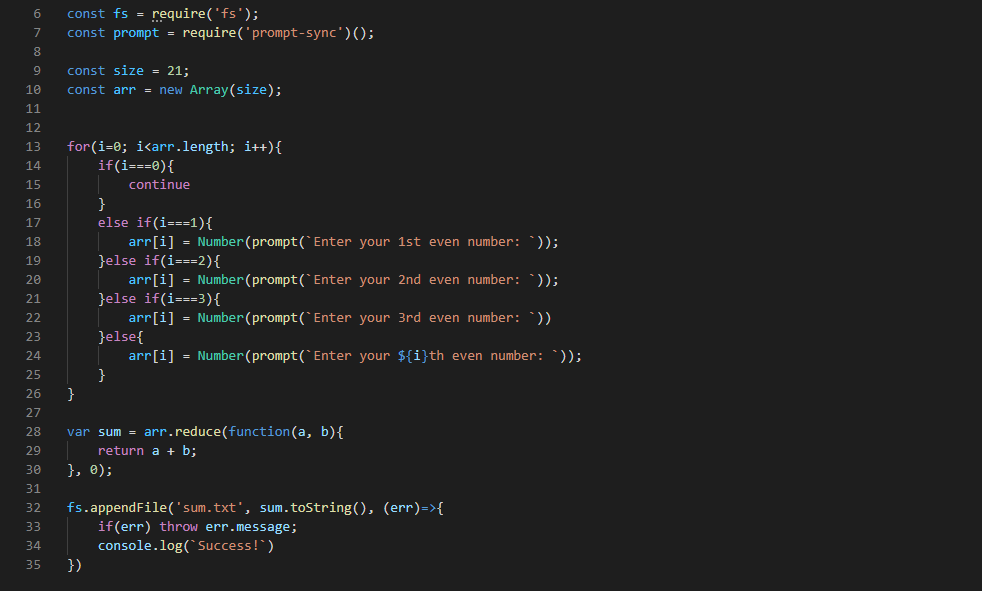 6 const fs = require('fs');
7 const prompt = require('prompt-sync')();
8
9 const size = 21;
10 const arr = new Array(size);
11
12
13 for(i=0; i<arr.length; i++){
14     if(i===0){
15         continue
16     }
17     else if(i===1){
18         arr[i] = Number(prompt(`Enter your 1st even number: `));
19     }else if(i===2){
20         arr[i] = Number(prompt(`Enter your 2nd even number: `));
21     }else if(i===3){
22         arr[i] = Number(prompt(`Enter your 3rd even number: `))
23     }else{
24         arr[i] = Number(prompt(`Enter your ${i}th even number: `));
25     }
26 }
27
28 var sum = arr.reduce(function(a, b){
29     return a + b;
30 }, 0);
31
32 fs.appendFile('sum.txt', sum.toString(), (err)=>{
33     if(err) throw err.message;
34     console.log(`Success!`)
35 })